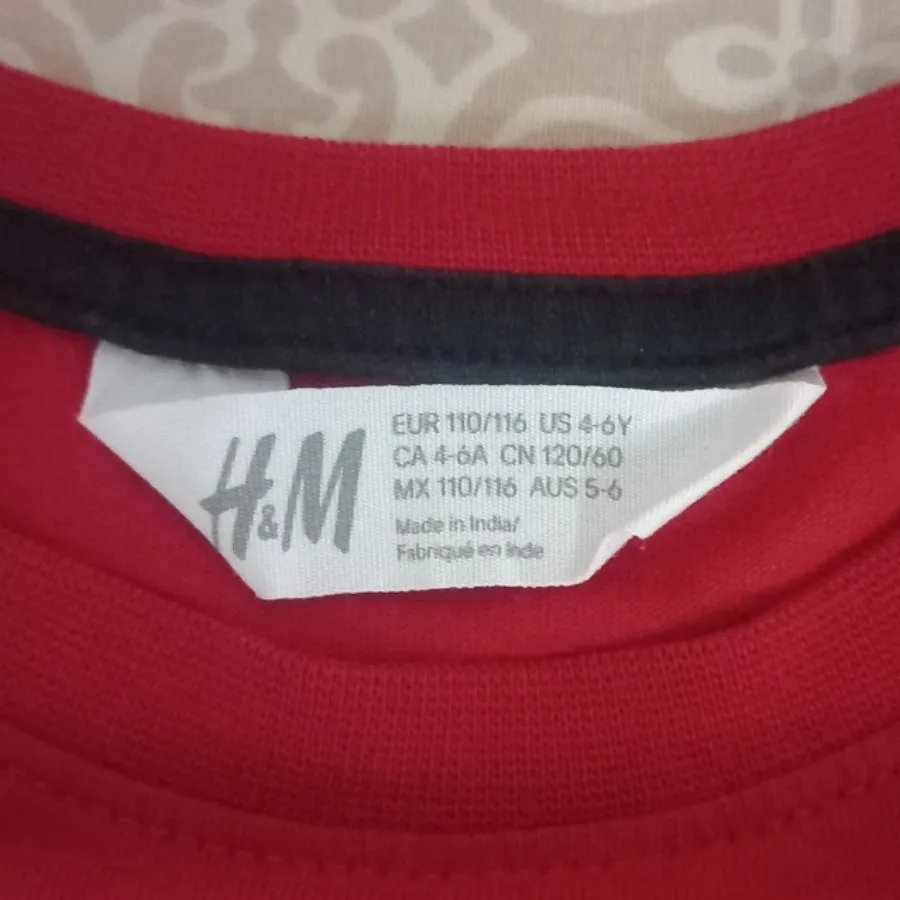 H&M
EUR 110/116 US 4-6Y
CA 4-6A CN 120/60
MX 110/116 AUS 5-6
Made in India/
Fabriqué en Inde